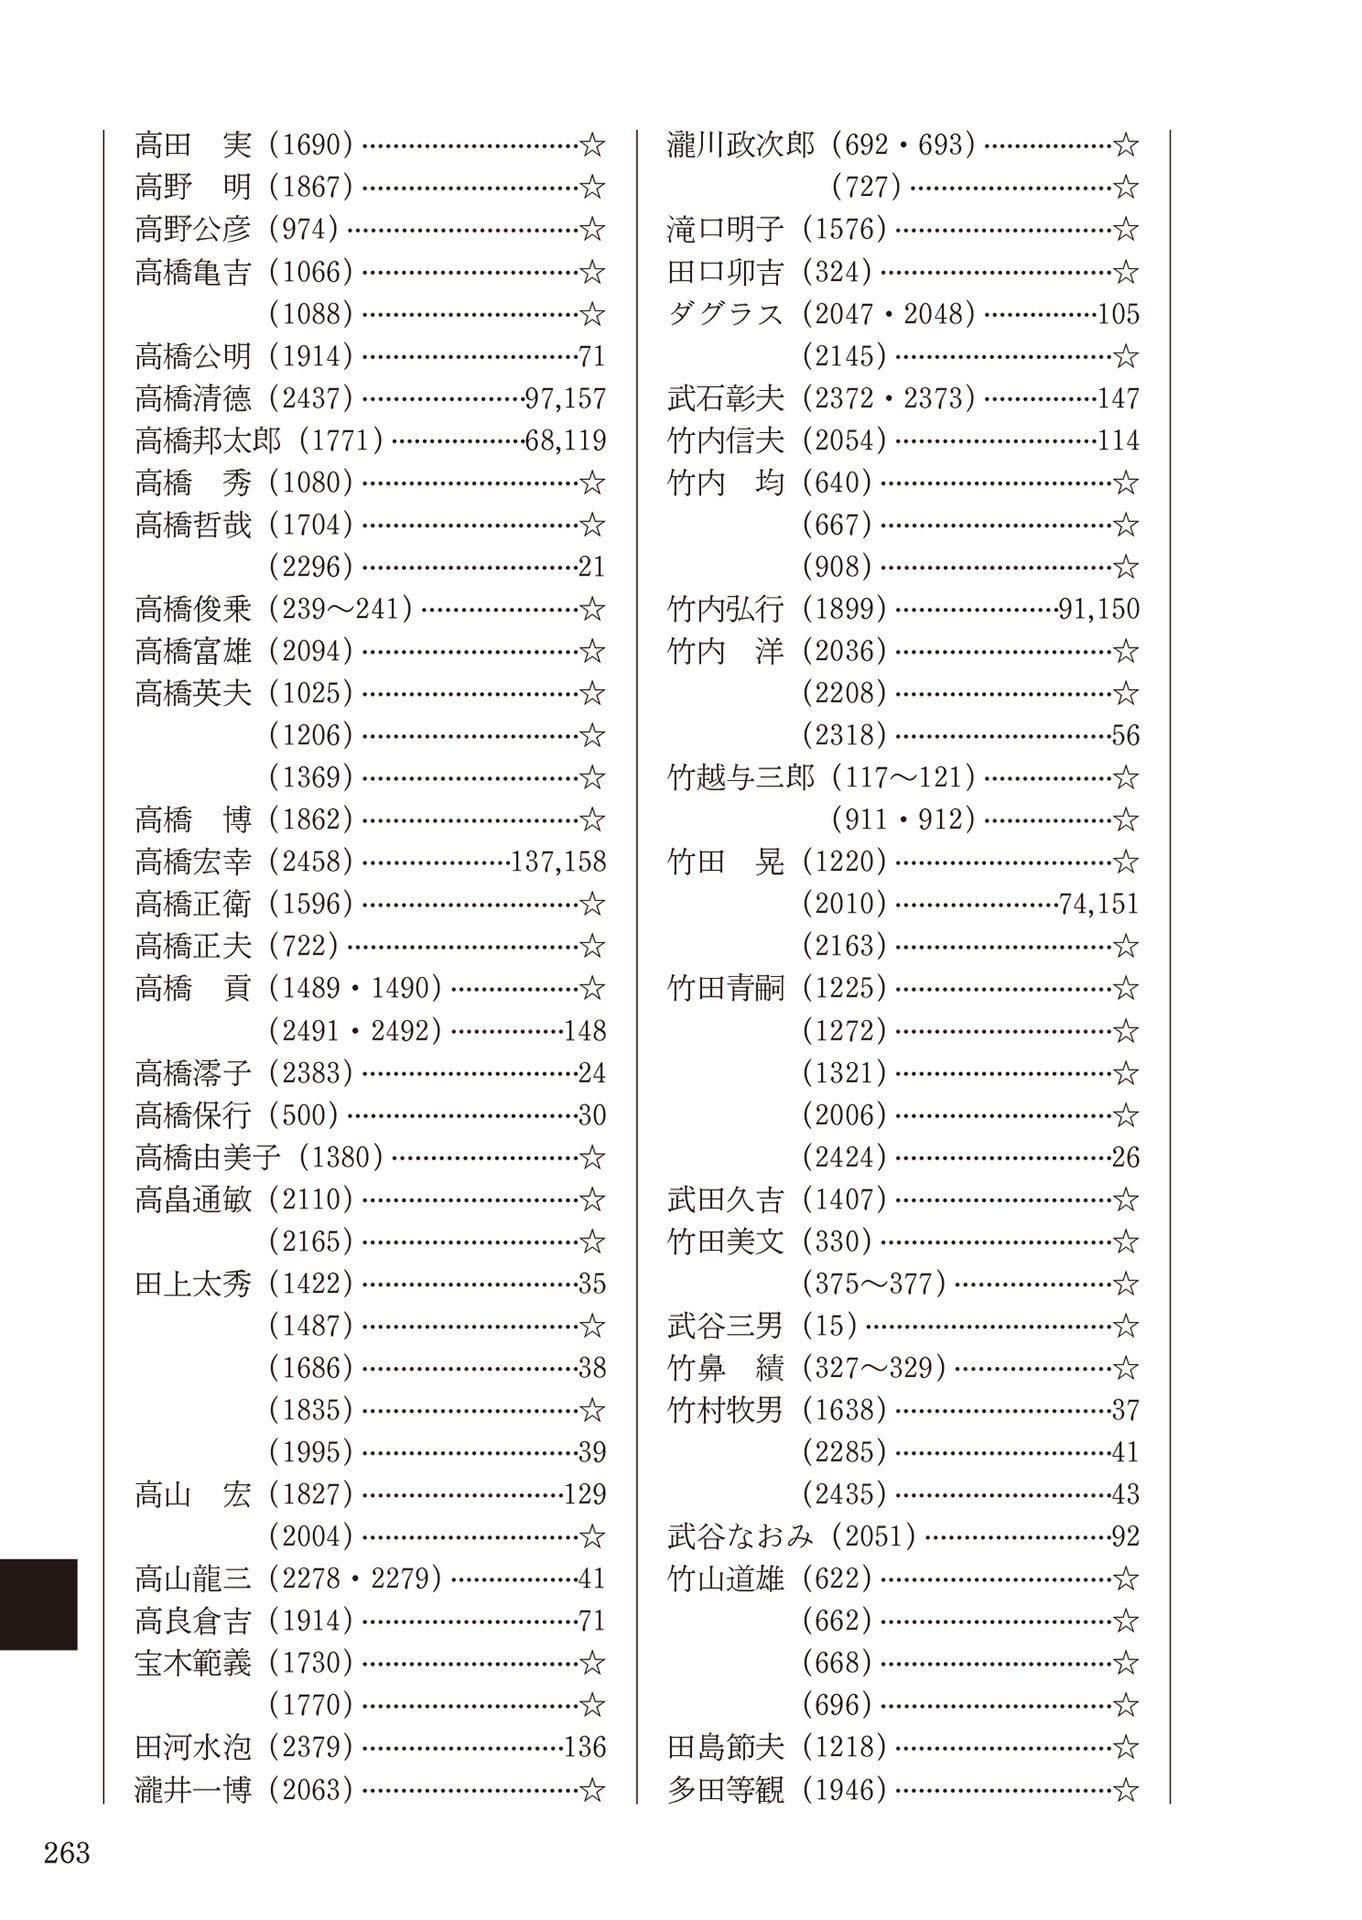 高田　実（1690）…………………………☆
高野　明（1867）…………………………☆
高野公彦（974）……………………………☆
高橋亀吉（1066）…………………………☆
（1088）…………………………☆
高橋公明（1914）…………………………71
高橋清德（2437）…………………97,157
高橋邦太郎（1771）………………68,119
高橋　秀（1080）…………………………☆
高橋哲哉（1704）…………………………☆
（2296）…………………………21
高橋俊乗（239〜241）…………………☆
高橋富雄（2094）…………………………☆
高橋英夫（1025）…………………………☆
（1206）…………………………☆
（1369）…………………………☆
高橋　博（1862）…………………………☆
高橋宏幸（2458）…………………137,158
高橋正衛（1596）…………………………☆
高橋正夫（722）……………………………☆
高橋　貢（1489・1490）………………☆
（2491・2492）……………148
高橋澪子（2383）…………………………24
高橋保行（500）……………………………30
高橋由美子（1380）………………………☆
高畠通敏（2110）…………………………☆
（2165）…………………………☆
田上太秀（1422）…………………………35
（1487）…………………………☆
（1686）…………………………38
（1835）…………………………☆
（1995）…………………………39
高山　宏（1827）………………………129
（2004）…………………………☆
高山龍三（2278・2279）………………41
高良倉吉（1914）…………………………71
宝木範義（1730）…………………………☆
（1770）…………………………☆
田河水泡（2379）………………………136
瀧井一博（2063）…………………………☆
瀧川政次郎（692・693）………………☆
（727）………………………☆
滝口明子（1576）…………………………☆
田口卯吉（324）……………………………☆
ダグラス（2047・2048）……………105
（2145）…………………………☆
武石彰夫（2372・2373）……………147
竹内信夫（2054）………………………114
竹内　均（640）……………………………☆
（667）……………………………☆
（908）……………………………☆
竹内弘行（1899）…………………91,150
竹内　洋（2036）…………………………☆
（2208）…………………………☆
（2318）…………………………56
竹越与三郎（117〜121）………………☆
（911・912）………………☆
竹田　晃（1220）…………………………☆
（2010）…………………74,151
（2163）…………………………☆
竹田青嗣（1225）…………………………☆
（1272）…………………………☆
（1321）…………………………☆
（2006）…………………………☆
（2424）…………………………26
武田久吉（1407）…………………………☆
竹田美文（330）……………………………☆
（375〜377）…………………☆
武谷三男（15）……………………………☆
竹鼻　績（327〜329）…………………☆
竹村牧男（1638）…………………………37
（2285）…………………………41
（2435）…………………………43
武谷なおみ（2051）……………………92
竹山道雄（622）……………………………☆
（662）……………………………☆
（668）……………………………☆
（696）……………………………☆
田島節夫（1218）…………………………☆
多田等観（1946）…………………………☆
263